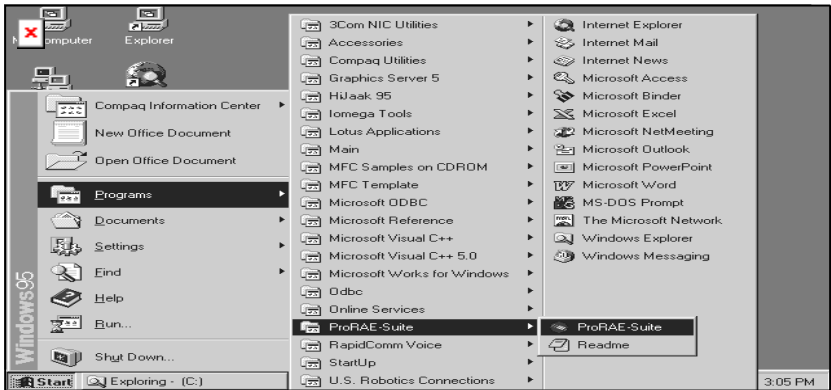 omputer
Explorer
Compaq Information Center
New Office Document
Open Office Document
Programs
Documents
Settings
Find
Help
Run...
Shut Down...
Windows95
Start
Exploring - (C:)
3Com NIC Utilities
Accessories
Compaq Utilities
Graphics Server 5
HiJaak 95
Iomega Tools
Lotus Applications
Main
MFC Samples on CDROM
MFC Template
Microsoft ODBC
Microsoft Reference
Microsoft Visual C++
Microsoft Visual C++ 5.0
Microsoft Works for Windows
Odbc
Online Services
ProRAE-Suite
RapidComm Voice
StartUp
U.S. Robotics Connections
Internet Explorer
Internet Mail
Internet News
Microsoft Access
Microsoft Binder
Microsoft Excel
Microsoft NetMeeting
Microsoft Outlook
Microsoft PowerPoint
Microsoft Word
MS-DOS Prompt
The Microsoft Network
Windows Explorer
Windows Messaging
ProRAE-Suite
Readme
3:05 PM